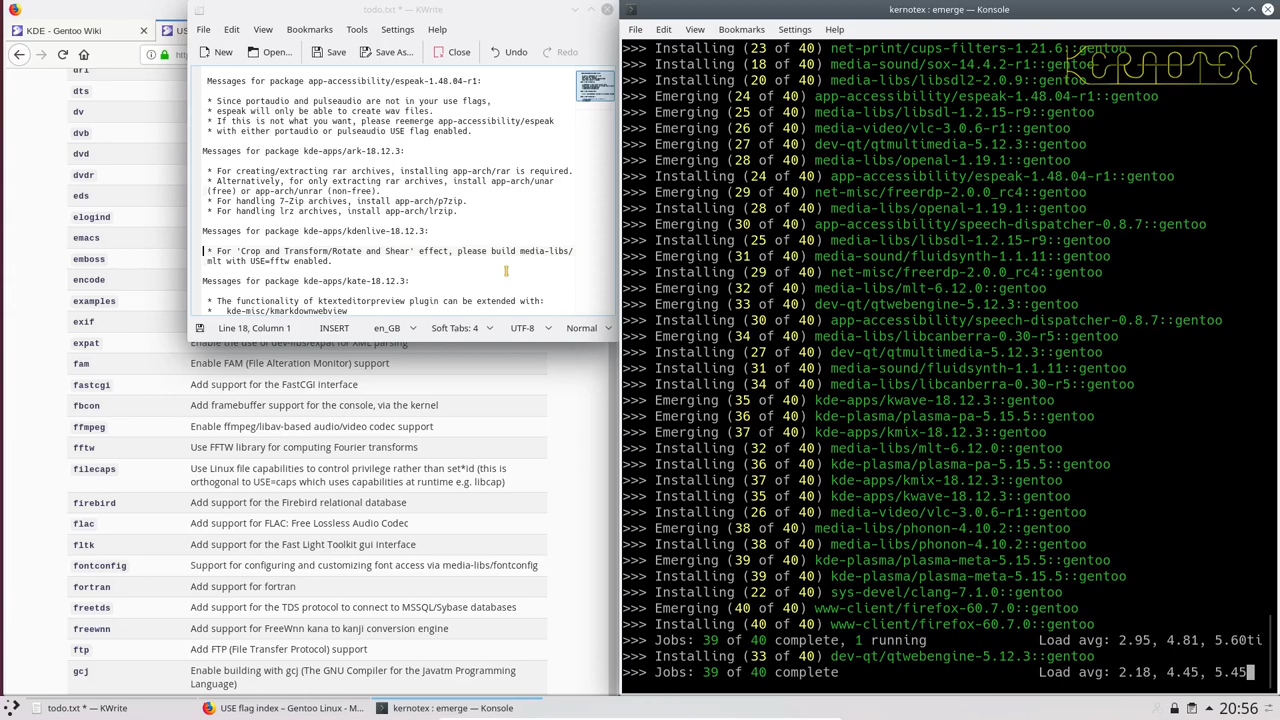 KDE - Gentoo Wiki
US
htt
dri
dts
dv
dvb
dvd
dvdr
eds
elogind
emacs
emboss
encode
examples
exif
expat Enable the use of dev-libs/expat for XML parsing
fam Enable FAM (File Alteration Monitor) support
fastcgi Add support for the FastCGI interface
fbcon Add framebuffer support for the console, via the kernel
ffmpeg Enable ffmpeg/libav-based audio/video codec support
fftw Use FFTW library for computing Fourier transforms
filecaps Use Linux file capabilities to control privilege rather than set*id (this is
orthogonal to USE=caps which uses capabilities at runtime e.g. libcap)
firebird Add support for the Firebird relational database
flac Add support for FLAC: Free Lossless Audio Codec
fltk Add support for the Fast Light Toolkit gui interface
fontconfig Support for configuring and customizing font access via media-libs/fontconfig
fortran Add support for fortran
freetds Add support for the TDS protocol to connect to MSSQL/Sybase databases
freewnn Add support for FreeWnn kana to kanji conversion engine
ftp Add FTP (File Transfer Protocol) support
gcj Enable building with gcj (The GNU Compiler for the Javatm Programming
Language)
todo.txt * — KWrite
File Edit View Bookmarks Tools Settings Help
New Open... Save Save As... Close Undo Redo
Messages for package app-accessibility/espeak-1.48.04-r1:
* Since portaudio and pulseaudio are not in your use flags,
* espeak will only be able to create wav files.
* If this is not what you want, please reemerge app-accessibility/espeak
* with either portaudio or pulseaudio USE flag enabled.
Messages for package kde-apps/ark-18.12.3:
* For creating/extracting rar archives, installing app-arch/rar is required.
* Alternatively, for only extracting rar archives, install app-arch/unar
(free) or app-arch/unrar (non-free).
* For handling 7-Zip archives, install app-arch/p7zip.
* For handling lrz archives, install app-arch/lrzip.
Messages for package kde-apps/kdenlive-18.12.3:
* For 'Crop and Transform/Rotate and Shear' effect, please build media-libs/
mlt with USE=fftw enabled.
Messages for package kde-apps/kate-18.12.3:
* The functionality of ktexteditorpreview plugin can be extended with:
* kde-misc/kmarkdownwebview
Line 18, Column 1 INSERT en_GB Soft Tabs: 4 UTF-8 Normal
kernotex : emerge — Konsole
File Edit View Bookmarks Settings Help
KERNOTEX
>>> Installing (23 of 40) net-print/cups-filters-1.21.6::gentoo
>>> Installing (18 of 40) media-sound/sox-14.4.2-r1::gentoo
>>> Installing (20 of 40) media-libs/libsdl2-2.0.9::gentoo
>>> Emerging (24 of 40) app-accessibility/espeak-1.48.04-r1::gentoo
>>> Emerging (25 of 40) media-libs/libsdl-1.2.15-r9::gentoo
>>> Emerging (26 of 40) media-video/vlc-3.0.6-r1::gentoo
>>> Emerging (27 of 40) dev-qt/qtmultimedia-5.12.3::gentoo
>>> Emerging (28 of 40) media-libs/openal-1.19.1::gentoo
>>> Installing (24 of 40) app-accessibility/espeak-1.48.04-r1::gentoo
>>> Emerging (29 of 40) net-misc/freerdp-2.0.0_rc4::gentoo
>>> Installing (28 of 40) media-libs/openal-1.19.1::gentoo
>>> Emerging (30 of 40) app-accessibility/speech-dispatcher-0.8.7::gentoo
>>> Installing (25 of 40) media-libs/libsdl-1.2.15-r9::gentoo
>>> Emerging (31 of 40) media-sound/fluidsynth-1.1.11::gentoo
>>> Installing (29 of 40) net-misc/freerdp-2.0.0_rc4::gentoo
>>> Emerging (32 of 40) media-libs/mlt-6.12.0::gentoo
>>> Emerging (33 of 40) dev-qt/qtwebengine-5.12.3::gentoo
>>> Installing (30 of 40) app-accessibility/speech-dispatcher-0.8.7::gentoo
>>> Emerging (34 of 40) media-libs/libcanberra-0.30-r5::gentoo
>>> Installing (27 of 40) dev-qt/qtmultimedia-5.12.3::gentoo
>>> Installing (31 of 40) media-sound/fluidsynth-1.1.11::gentoo
>>> Installing (34 of 40) media-libs/libcanberra-0.30-r5::gentoo
>>> Emerging (35 of 40) kde-apps/kwave-18.12.3::gentoo
>>> Emerging (36 of 40) kde-plasma/plasma-pa-5.15.5::gentoo
>>> Emerging (37 of 40) kde-apps/kmix-18.12.3::gentoo
>>> Installing (32 of 40) media-libs/mlt-6.12.0::gentoo
>>> Installing (36 of 40) kde-plasma/plasma-pa-5.15.5::gentoo
>>> Installing (37 of 40) kde-apps/kmix-18.12.3::gentoo
>>> Installing (35 of 40) kde-apps/kwave-18.12.3::gentoo
>>> Installing (26 of 40) media-video/vlc-3.0.6-r1::gentoo
>>> Emerging (38 of 40) media-libs/phonon-4.10.2::gentoo
>>> Installing (38 of 40) media-libs/phonon-4.10.2::gentoo
>>> Emerging (39 of 40) kde-plasma/plasma-meta-5.15.5::gentoo
>>> Installing (39 of 40) kde-plasma/plasma-meta-5.15.5::gentoo
>>> Installing (22 of 40) sys-devel/clang-7.1.0::gentoo
>>> Emerging (40 of 40) www-client/firefox-60.7.0::gentoo
>>> Installing (40 of 40) www-client/firefox-60.7.0::gentoo
>>> Jobs: 39 of 40 complete, 1 running Load avg: 2.95, 4.81, 5.60ti
>>> Installing (33 of 40) dev-qt/qtwebengine-5.12.3::gentoo
>>> Jobs: 39 of 40 complete Load avg: 2.18, 4.45, 5.45
todo.txt * — KWrite
USE flag index – Gentoo Linux - M...
kernotex : emerge — Konsole
20:56